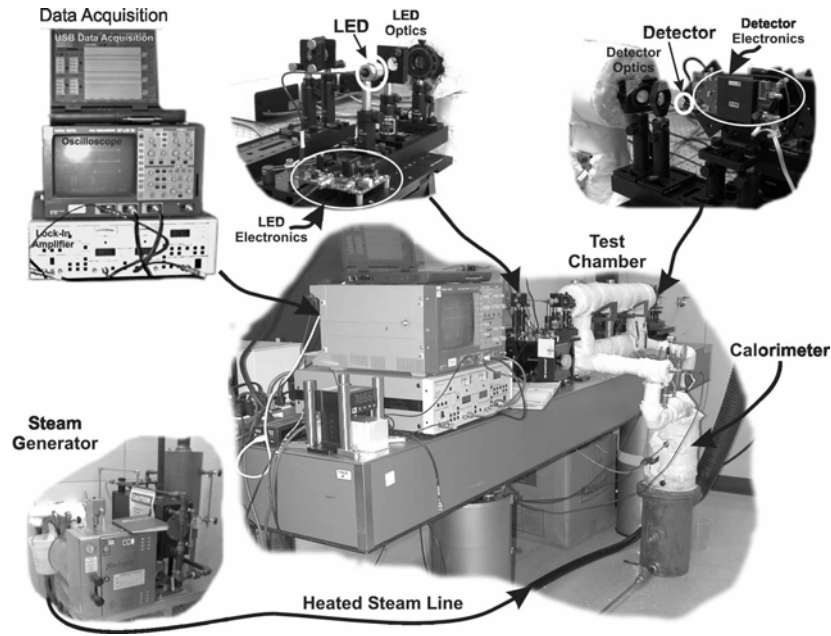 Data Acquisition
USB Data Acquisition
Oscilloscope
Lock-In
Amplifier
LED
LED
Optics
LED
Electronics
Detector
Detector
Electronics
Detector
Optics
Test
Chamber
Calorimeter
Steam
Generator
CAUTION
Heated Steam Line